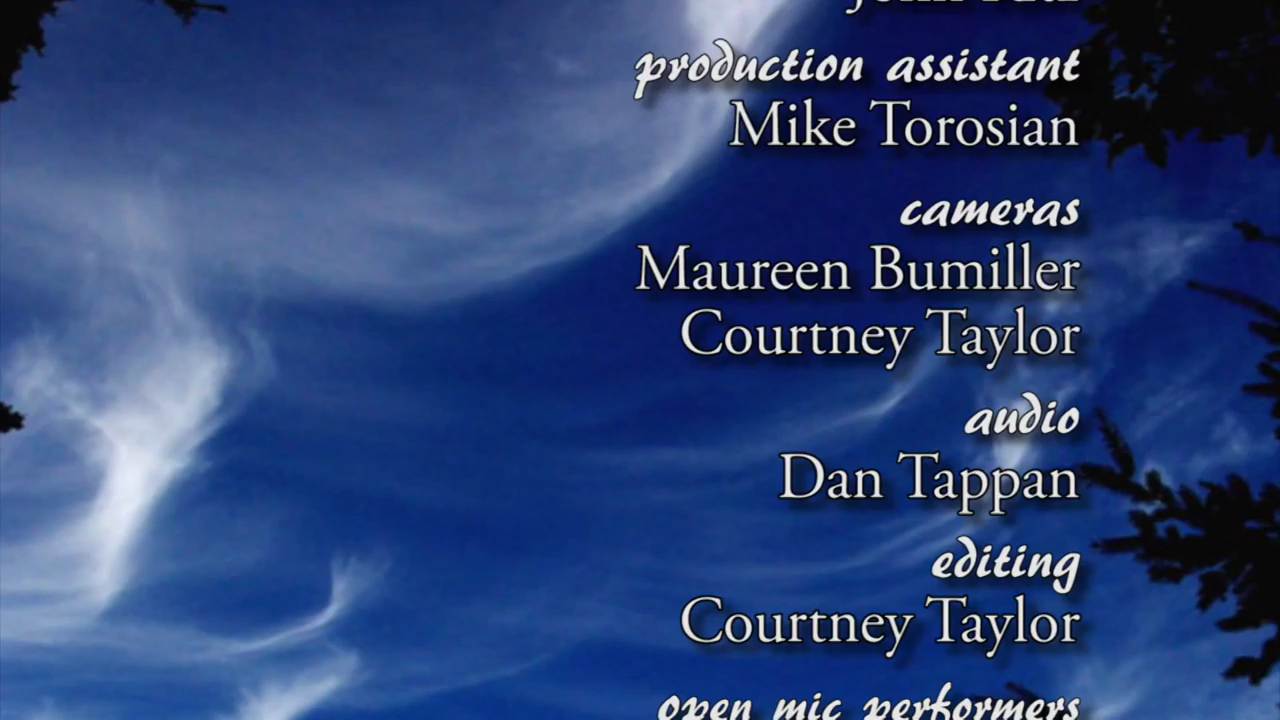 production assistant
Mike Torosian
cameras
Maureen Bumiller
Courtney Taylor
audio
Dan Tappan
editing
Courtney Taylor
open mic performers